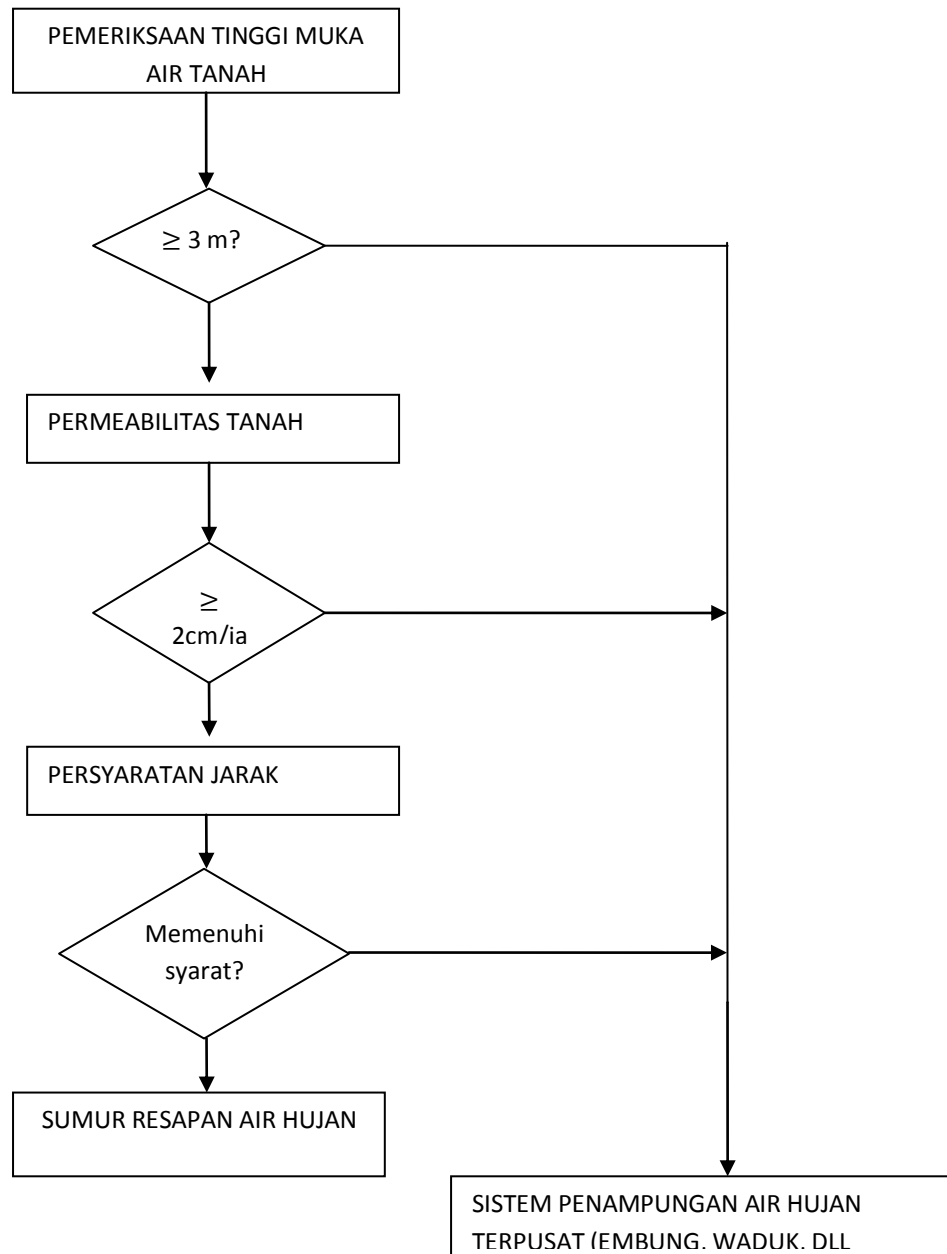 PEMERIKSAAN TINGGI MUKA
AIR TANAH
≥ 3 m?
PERMEABILITAS TANAH
≥
2cm/ia
PERSYARATAN JARAK
Memenuhi
syarat?
SUMUR RESAPAN AIR HUJAN
SISTEM PENAMPUNGAN AIR HUJAN
TERPUSAT (EMBUNG, WADUK, DLL